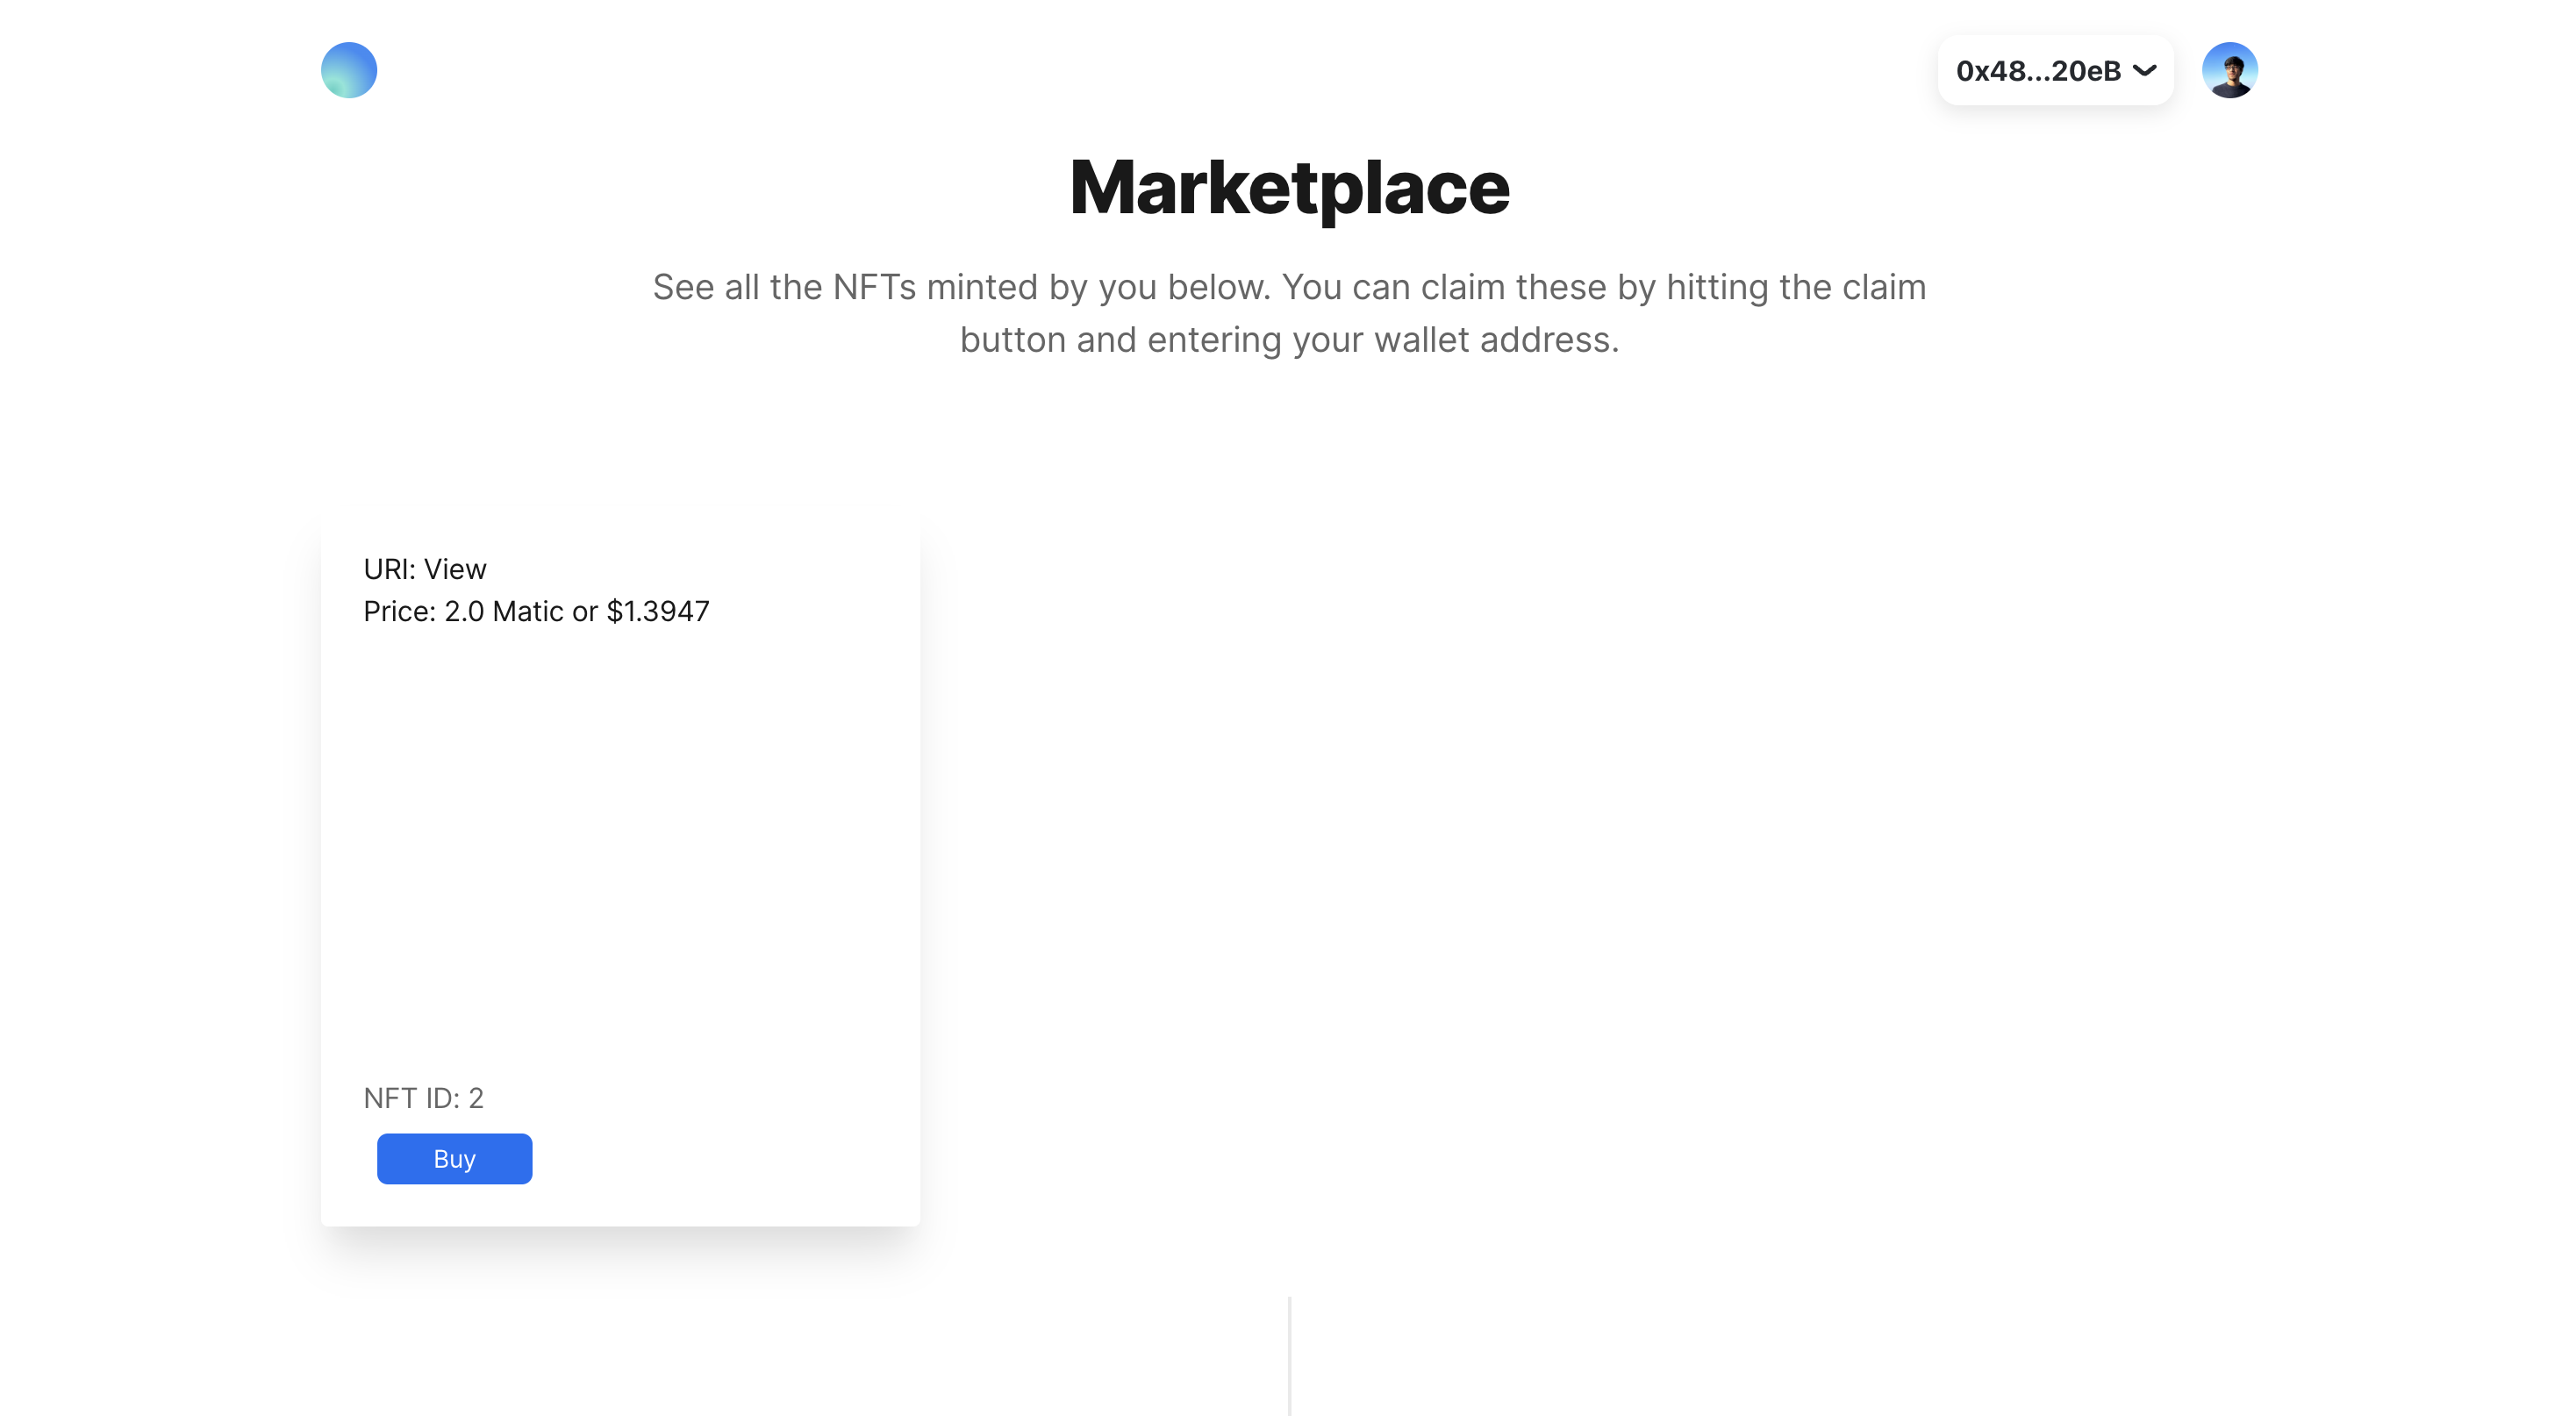 0x48...20eB
Marketplace
See all the NFTs minted by you below. You can claim these by hitting the claim
button and entering your wallet address.
URI: View
Price: 2.0 Matic or $1.3947
NFT ID: 2
Buy